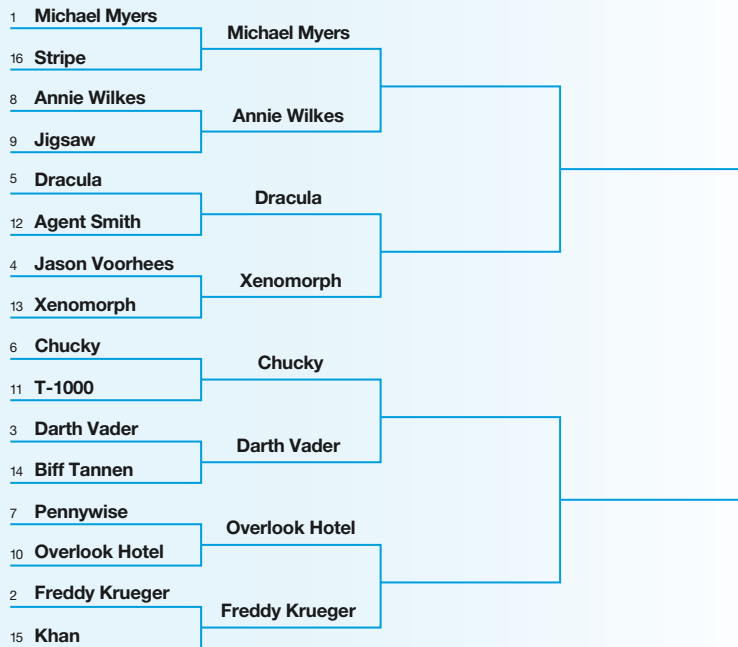 1 Michael Myers
16 Stripe
8 Annie Wilkes
9 Jigsaw
5 Dracula
12 Agent Smith
4 Jason Voorhees
13 Xenomorph
6 Chucky
11 T-1000
3 Darth Vader
14 Biff Tannen
7 Pennywise
10 Overlook Hotel
2 Freddy Krueger
15 Khan
Michael Myers
Annie Wilkes
Dracula
Xenomorph
Chucky
Darth Vader
Overlook Hotel
Freddy Krueger